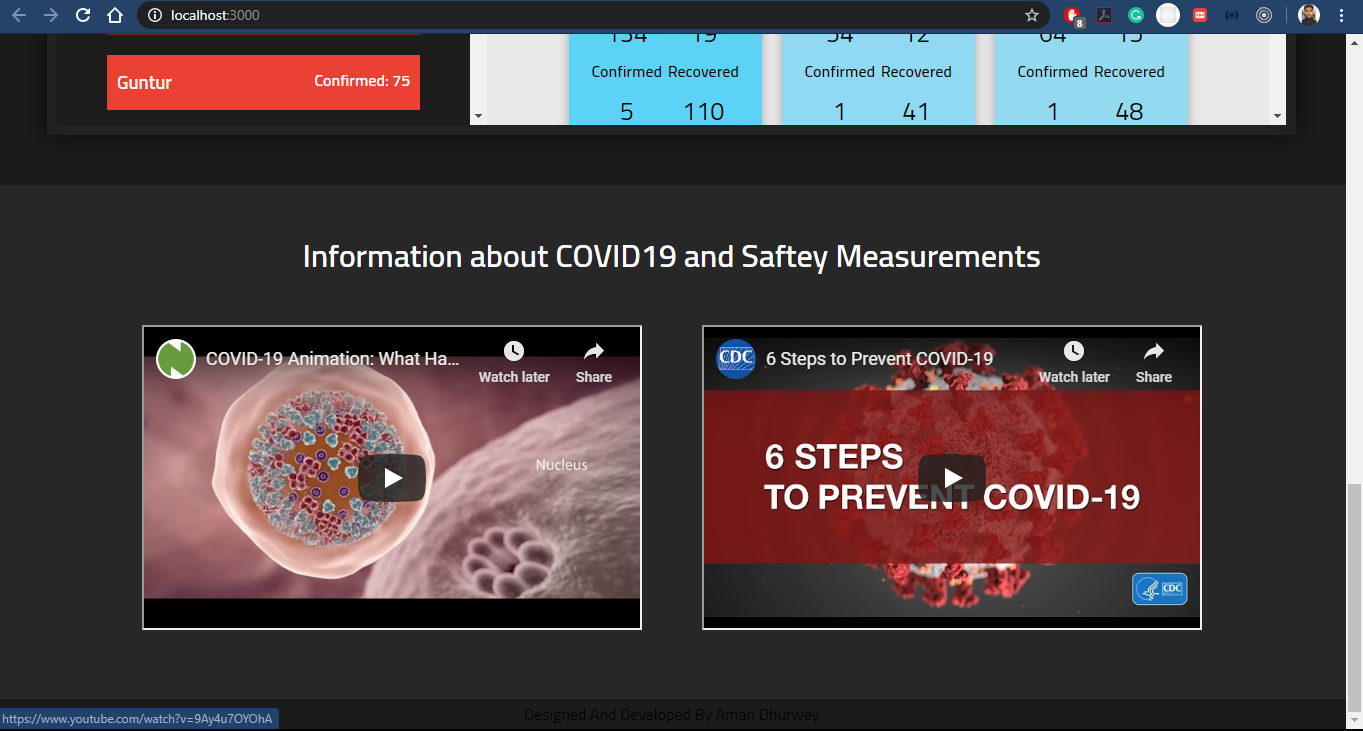 localhost:3000
8
134 19 54 12 64 15
Guntur Confirmed: 75
Confirmed Recovered Confirmed Recovered Confirmed Recovered
5 110 1 41 1 48
Information about COVID19 and Saftey Measurements
COVID-19 Animation: What Ha... Watch later Share
Nucleus
CDC 6 Steps to Prevent COVID-19 Watch later Share
6 STEPS
TO PREVENT COVID-19
CDC
Designed And Developed By Aman Dhurwey
https://www.youtube.com/watch?v=9Ay4u7OYOhA